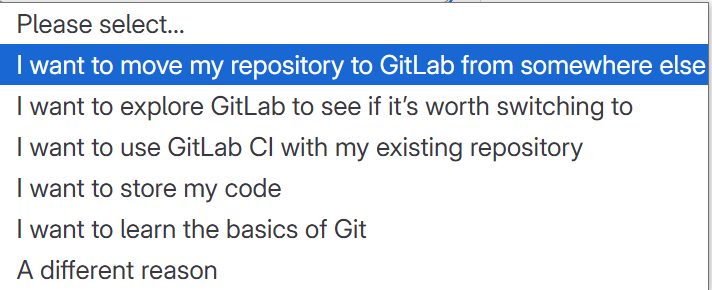 Please select...
I want to move my repository to GitLab from somewhere else
I want to explore GitLab to see if it’s worth switching to
I want to use GitLab CI with my existing repository
I want to store my code
I want to learn the basics of Git
A different reason